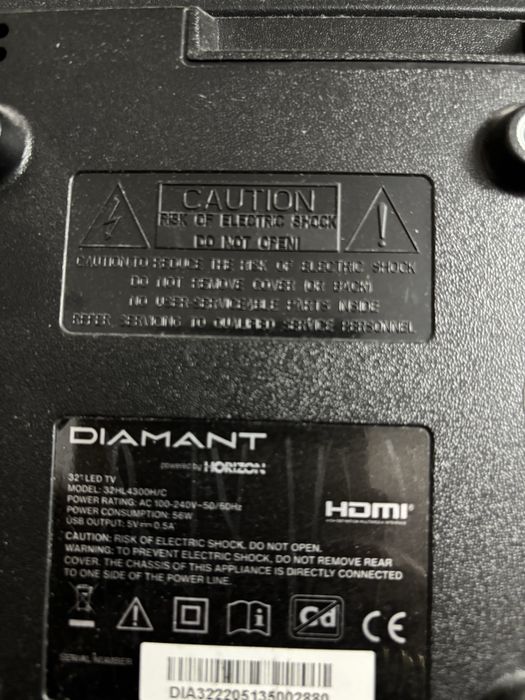 CAUTION
RISK OF ELECTRIC SHOCK
DO NOT OPEN!
CAUTION:TO REDUCE THE RISK OF ELECTRIC SHOCK
DO NOT REMOVE COVER (OR BACK)
NO USER-SERVICEABLE PARTS INSIDE
REFER SERVICING TO QUALIFIED SERVICE PERSONNEL
DIAMANT
powered by HORIZON
32" LED TV
MODEL: 32HL4300H/C
POWER RATING: AC 100-240V~50/60Hz
POWER CONSUMPTION: 56W
USB OUTPUT: 5V⎓0.5A
HDMI®
HIGH-DEFINITION MULTIMEDIA INTERFACE
CAUTION: RISK OF ELECTRIC SHOCK. DO NOT OPEN.
WARNING: TO PREVENT ELECTRIC SHOCK, DO NOT REMOVE REAR
COVER. THE CHASSIS OF THIS APPLIANCE IS DIRECTLY CONNECTED
TO ONE SIDE OF THE POWER LINE.
Cd
CE
SERIAL NUMBER
DIA322205135002880